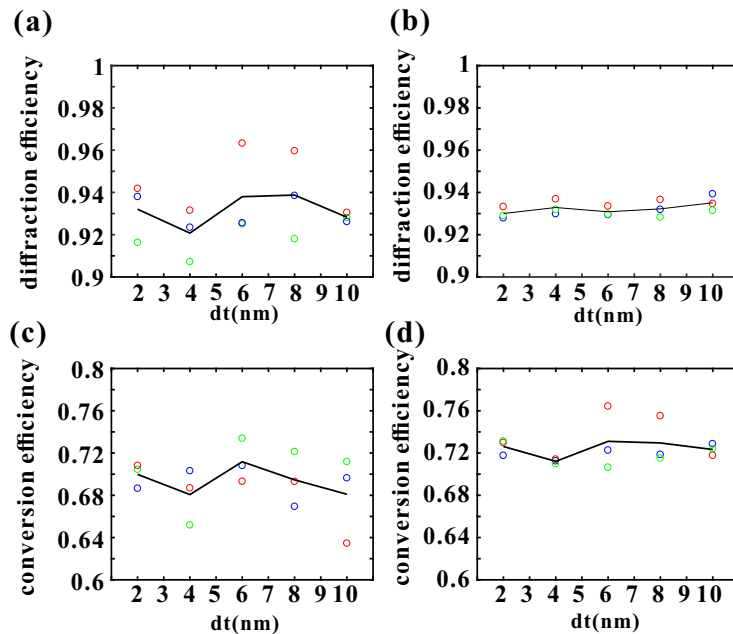 (a)
(b)
diffraction efficiency
1
0.98
0.96
0.94
0.92
0.9
2 3 4 5 6 7 8 9 10
dt(nm)
diffraction efficiency
1
0.98
0.96
0.94
0.92
0.9
2 3 4 5 6 7 8 9 10
dt(nm)
(c)
(d)
conversion efficiency
0.8
0.76
0.72
0.68
0.64
0.6
2 3 4 5 6 7 8 9 10
dt(nm)
conversion efficiency
0.8
0.76
0.72
0.68
0.64
0.6
2 3 4 5 6 7 8 9 10
dt(nm)